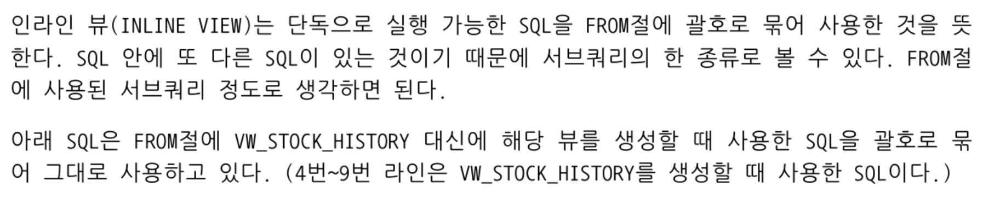 인라인 뷰(INLINE VIEW)는 단독으로 실행 가능한 SQL을 FROM절에 괄호로 묶어 사용한 것을 뜻
한다. SQL 안에 또 다른 SQL이 있는 것이기 때문에 서브쿼리의 한 종류로 볼 수 있다. FROM절
에 사용된 서브쿼리 정도로 생각하면 된다.
아래 SQL은 FROM절에 VW_STOCK_HISTORY 대신에 해당 뷰를 생성할 때 사용한 SQL을 괄호로 묶
어 그대로 사용하고 있다. (4번~9번 라인은 VW_STOCK_HISTORY를 생성할 때 사용한 SQL이다.)